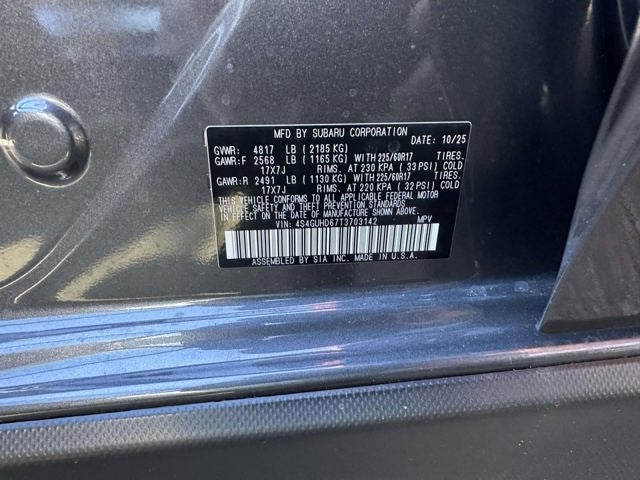 MFD BY SUBARU CORPORATION DATE: 10/25
GVWR: 4817 LB (2185 KG)
GAWR:F 2568 LB (1165 KG) WITH 225/60R17 TIRES.
17X7J RIMS. AT 230 KPA (33 PSI) COLD
GAWR:R 2491 LB (1130 KG) WITH 225/60R17 TIRES.
17X7J RIMS. AT 220 KPA (32 PSI) COLD
THIS VEHICLE CONFORMS TO ALL APPLICABLE FEDERAL MOTOR
VEHICLE SAFETY STANDARDS
IN EFFECT ON THE DATE OF MANUFACTURE SHOWN ABOVE.
VIN: 4S4GUHD67T3703142 MPV
ASSEMBLED BY SIA INC. MADE IN U.S.A.